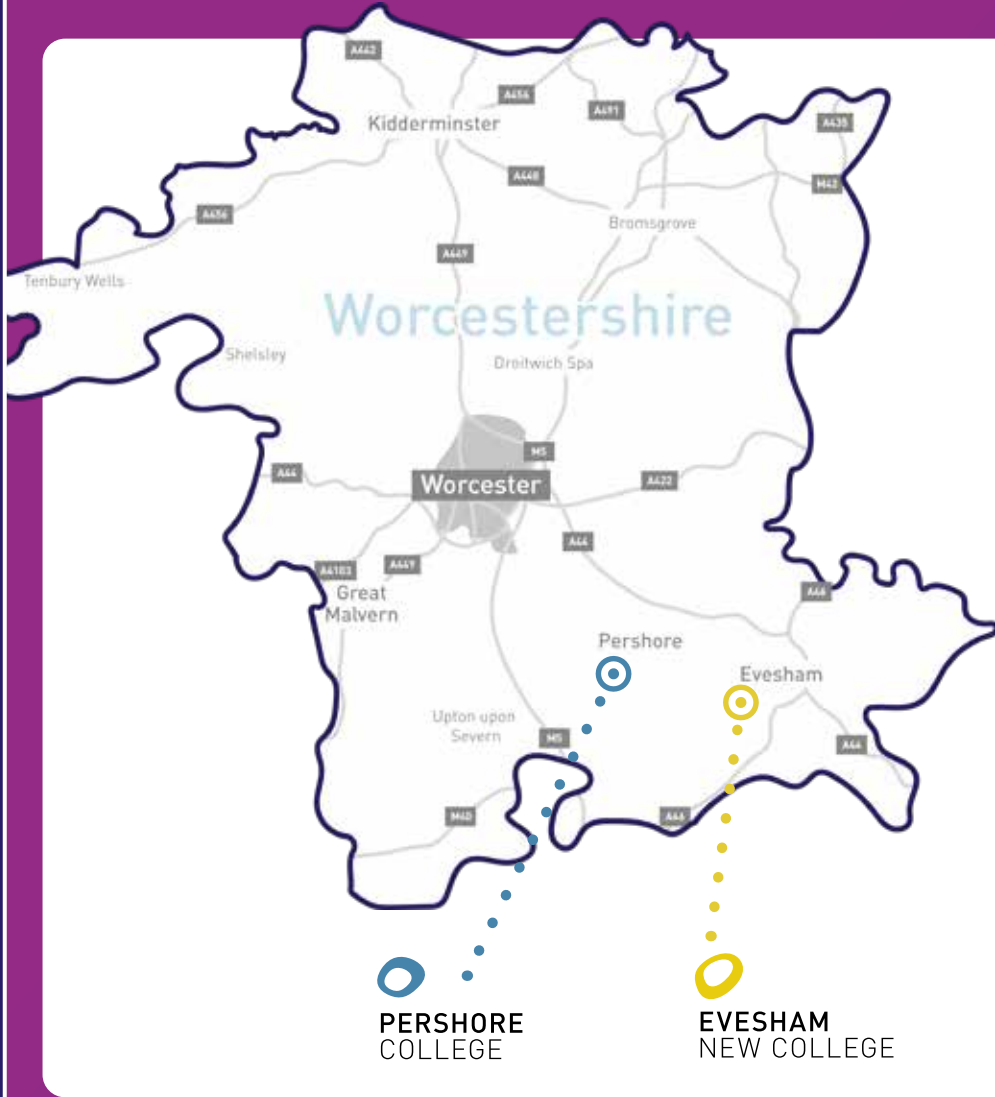 A442
A456
A491
A435
Kidderminster
A448
M42
A456
Bromsgrove
A449
Tenbury Wells
Worcestershire
Shelsley
Droitwich Spa
M5
A44
A422
Worcester
A44
A4103
A449
Great
Malvern
A46
Pershore
Evesham
Upton upon
Severn
M5
A44
M50
A46
PERSHORE
COLLEGE
EVESHAM
NEW COLLEGE